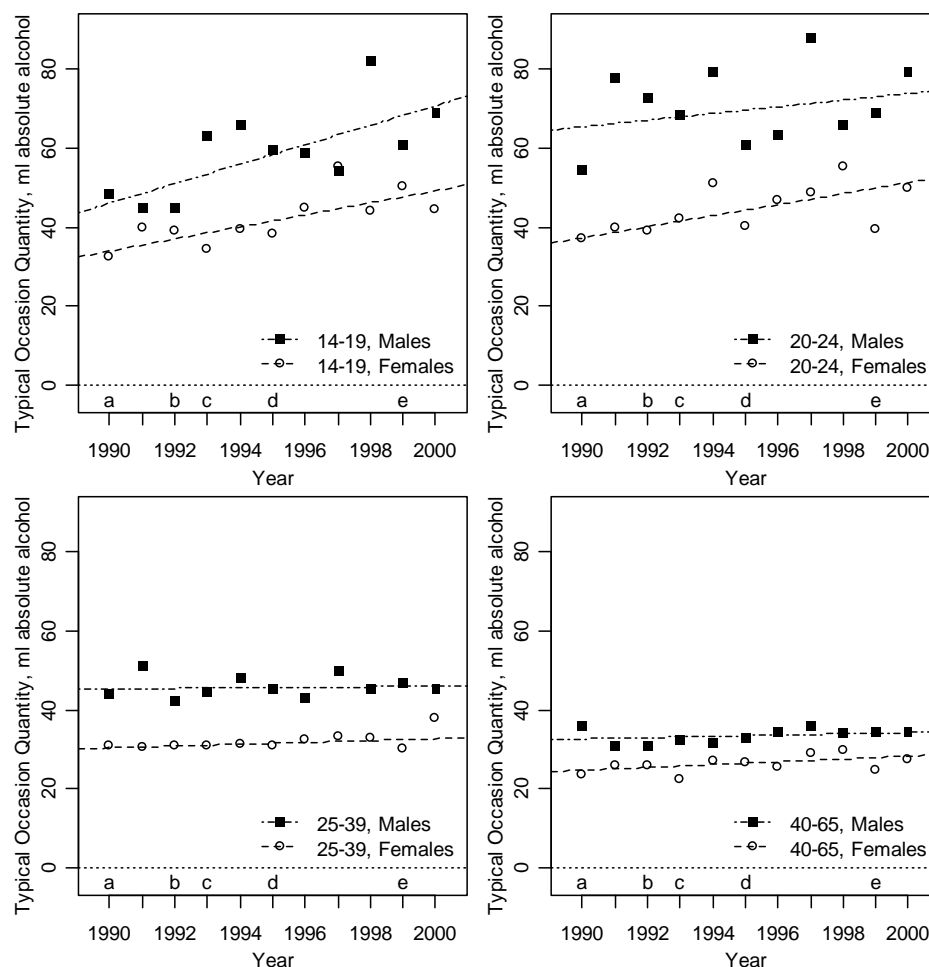 Typical Occasion Quantity, ml absolute alcohol
80
60
40
20
0
14-19, Males
14-19, Females
a b c d e
1990 1992 1994 1996 1998 2000
Year
Typical Occasion Quantity, ml absolute alcohol
80
60
40
20
0
20-24, Males
20-24, Females
a b c d e
1990 1992 1994 1996 1998 2000
Year
Typical Occasion Quantity, ml absolute alcohol
80
60
40
20
0
25-39, Males
25-39, Females
a b c d e
1990 1992 1994 1996 1998 2000
Year
Typical Occasion Quantity, ml absolute alcohol
80
60
40
20
0
40-65, Males
40-65, Females
a b c d e
1990 1992 1994 1996 1998 2000
Year